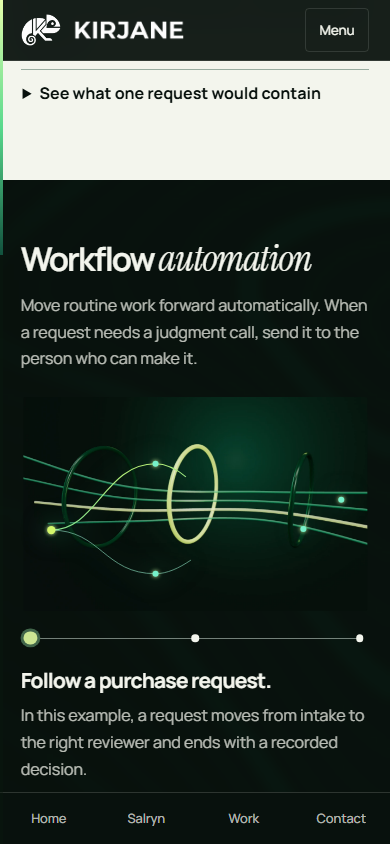 KIRJANE
Menu
See what one request would contain
Workflow automation
Move routine work forward automatically. When
a request needs a judgment call, send it to the
person who can make it.
Follow a purchase request.
In this example, a request moves from intake to
the right reviewer and ends with a recorded
decision.
Home
Salryn
Work
Contact